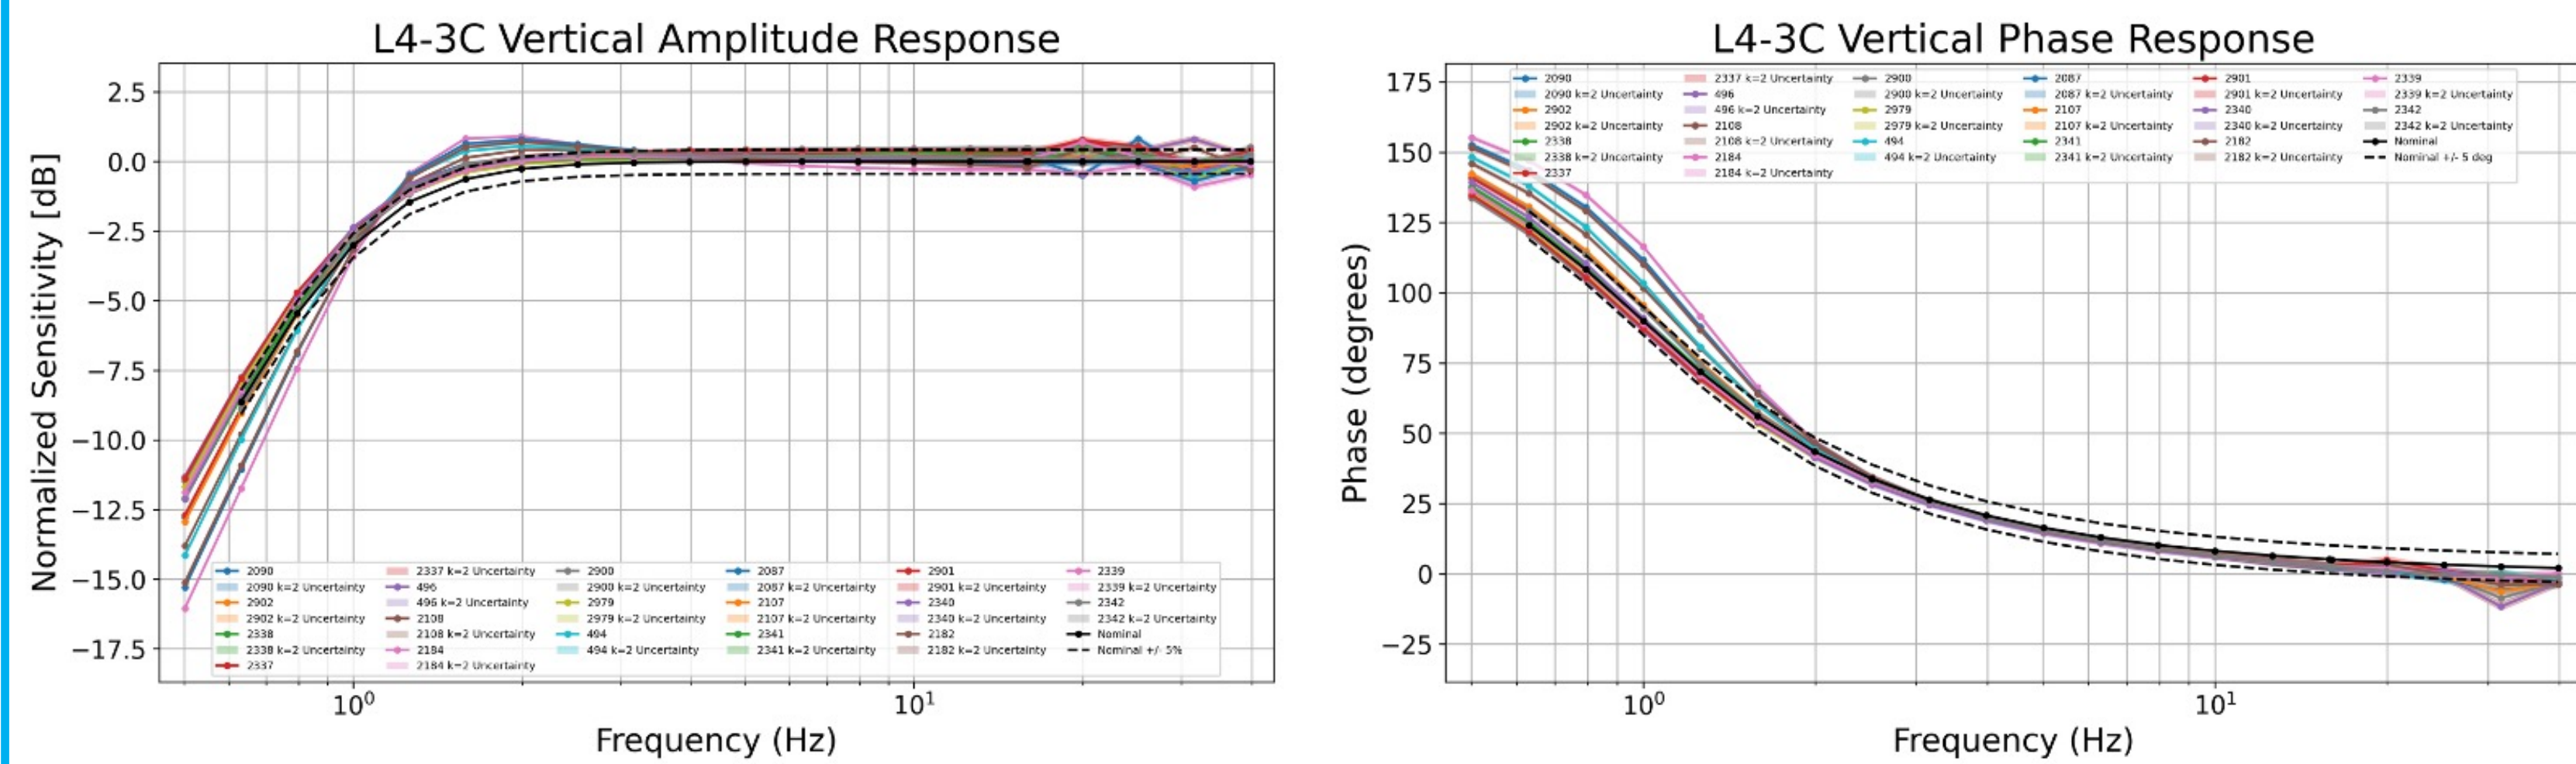 L4-3C Vertical Amplitude Response
Normalized Sensitivity [dB]
2.5
0.0
−2.5
−5.0
−7.5
−10.0
−12.5
−15.0
−17.5
2090
2090 k=2 Uncertainty
2902
2902 k=2 Uncertainty
2338
2338 k=2 Uncertainty
2337
2337 k=2 Uncertainty
496
496 k=2 Uncertainty
2108
2108 k=2 Uncertainty
2184
2184 k=2 Uncertainty
2900
2900 k=2 Uncertainty
2979
2979 k=2 Uncertainty
494
494 k=2 Uncertainty
2087
2087 k=2 Uncertainty
2107
2107 k=2 Uncertainty
2341
2341 k=2 Uncertainty
2901
2901 k=2 Uncertainty
2340
2340 k=2 Uncertainty
2182
2182 k=2 Uncertainty
2339
2339 k=2 Uncertainty
2342
2342 k=2 Uncertainty
Nominal
Nominal +/- 5%
10⁰
10¹
Frequency (Hz)
L4-3C Vertical Phase Response
Phase (degrees)
175
150
125
100
75
50
25
0
−25
2090
2090 k=2 Uncertainty
2902
2902 k=2 Uncertainty
2338
2338 k=2 Uncertainty
2337
2337 k=2 Uncertainty
496
496 k=2 Uncertainty
2108
2108 k=2 Uncertainty
2184
2184 k=2 Uncertainty
2900
2900 k=2 Uncertainty
2979
2979 k=2 Uncertainty
494
494 k=2 Uncertainty
2087
2087 k=2 Uncertainty
2107
2107 k=2 Uncertainty
2341
2341 k=2 Uncertainty
2901
2901 k=2 Uncertainty
2340
2340 k=2 Uncertainty
2182
2182 k=2 Uncertainty
2339
2339 k=2 Uncertainty
2342
2342 k=2 Uncertainty
Nominal
Nominal +/- 5 deg
10⁰
10¹
Frequency (Hz)